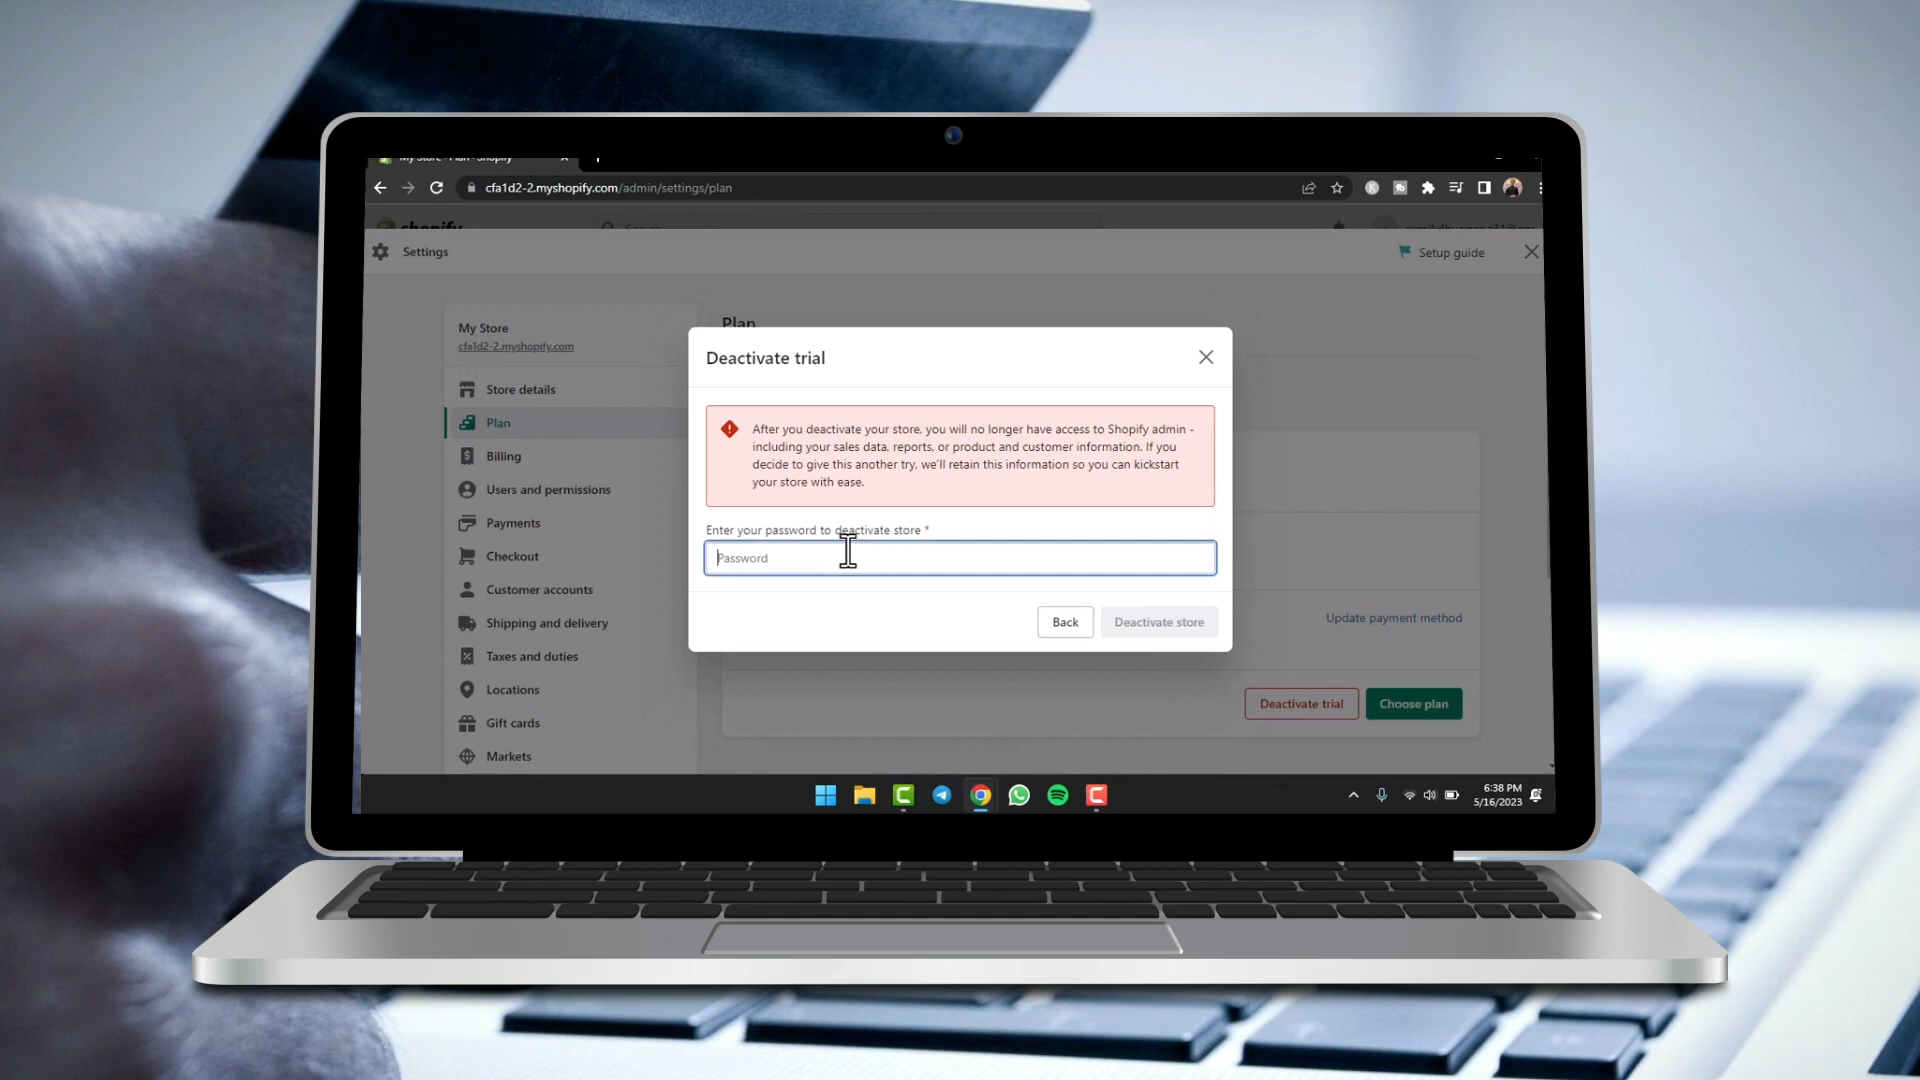 cfa1d2-2.myshopify.com/admin/settings/plan
shopify
Search
Settings
Setup guide
My Store
cfa1d2-2.myshopify.com
Store details
Plan
Billing
Users and permissions
Payments
Checkout
Customer accounts
Shipping and delivery
Taxes and duties
Locations
Gift cards
Markets
Plan
Deactivate trial
After you deactivate your store, you will no longer have access to Shopify admin -
including your sales data, reports, or product and customer information. If you
decide to give this another try, we'll retain this information so you can kickstart
your store with ease.
Enter your password to deactivate store *
Password
Back
Deactivate store
Update payment method
Deactivate trial
Choose plan
6:38 PM
5/16/2023